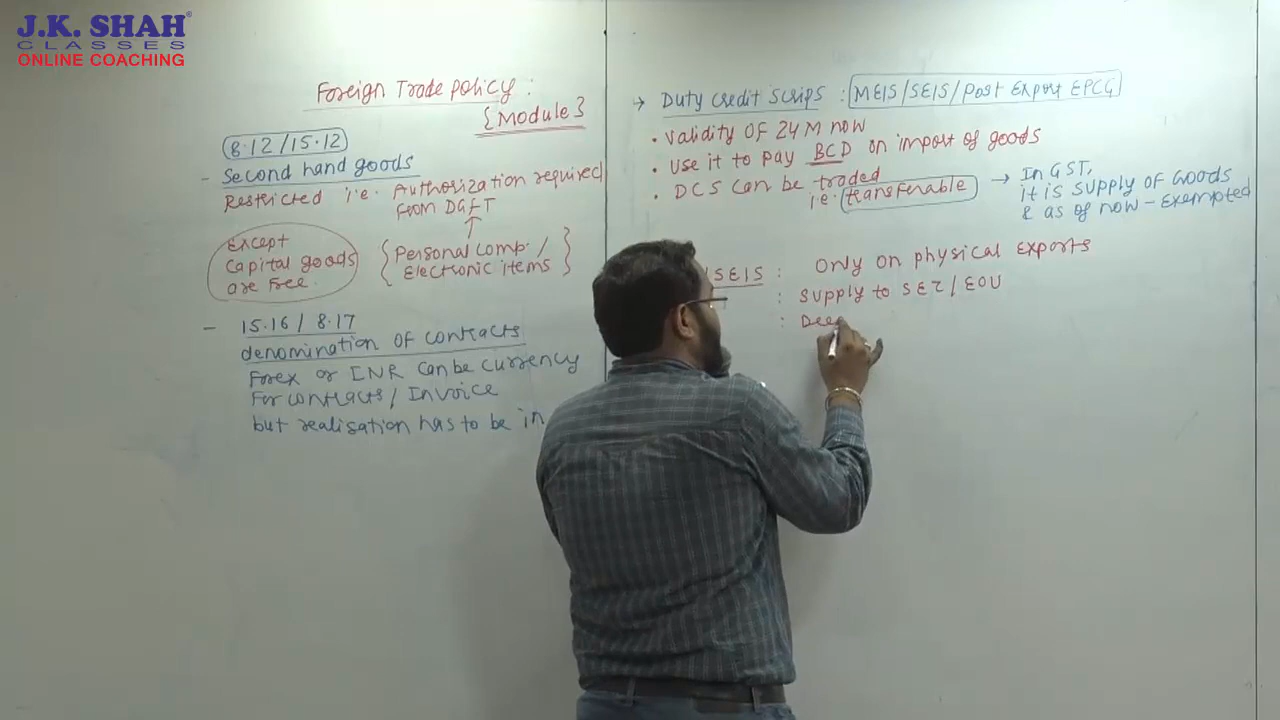 J.K. SHAH®
CLASSES
ONLINE COACHING
Foreign Trade Policy :
{Module}
8.12/15.12
- Second hand goods
Restricted i.e. Authorization required
from DGFT
Except
Capital goods
are Free.
{Personal Comp. /
Electronic items}
- 15.16 / 8.17
denomination of contracts
Forex or INR can be currency
For contracts / Invoice
but realisation has to be in
→ Duty credit scrips : MEIS/SEIS/Post Export EPCG
• Validity OF 24 M now
• Use it to pay BCD on import of goods
• DCS can be traded
i.e. transferable
→ In GST,
it is supply of Goods
& as of now - Exempted
SEIS : Only on physical Exports
: Supply to SEZ / EOU
: Dee